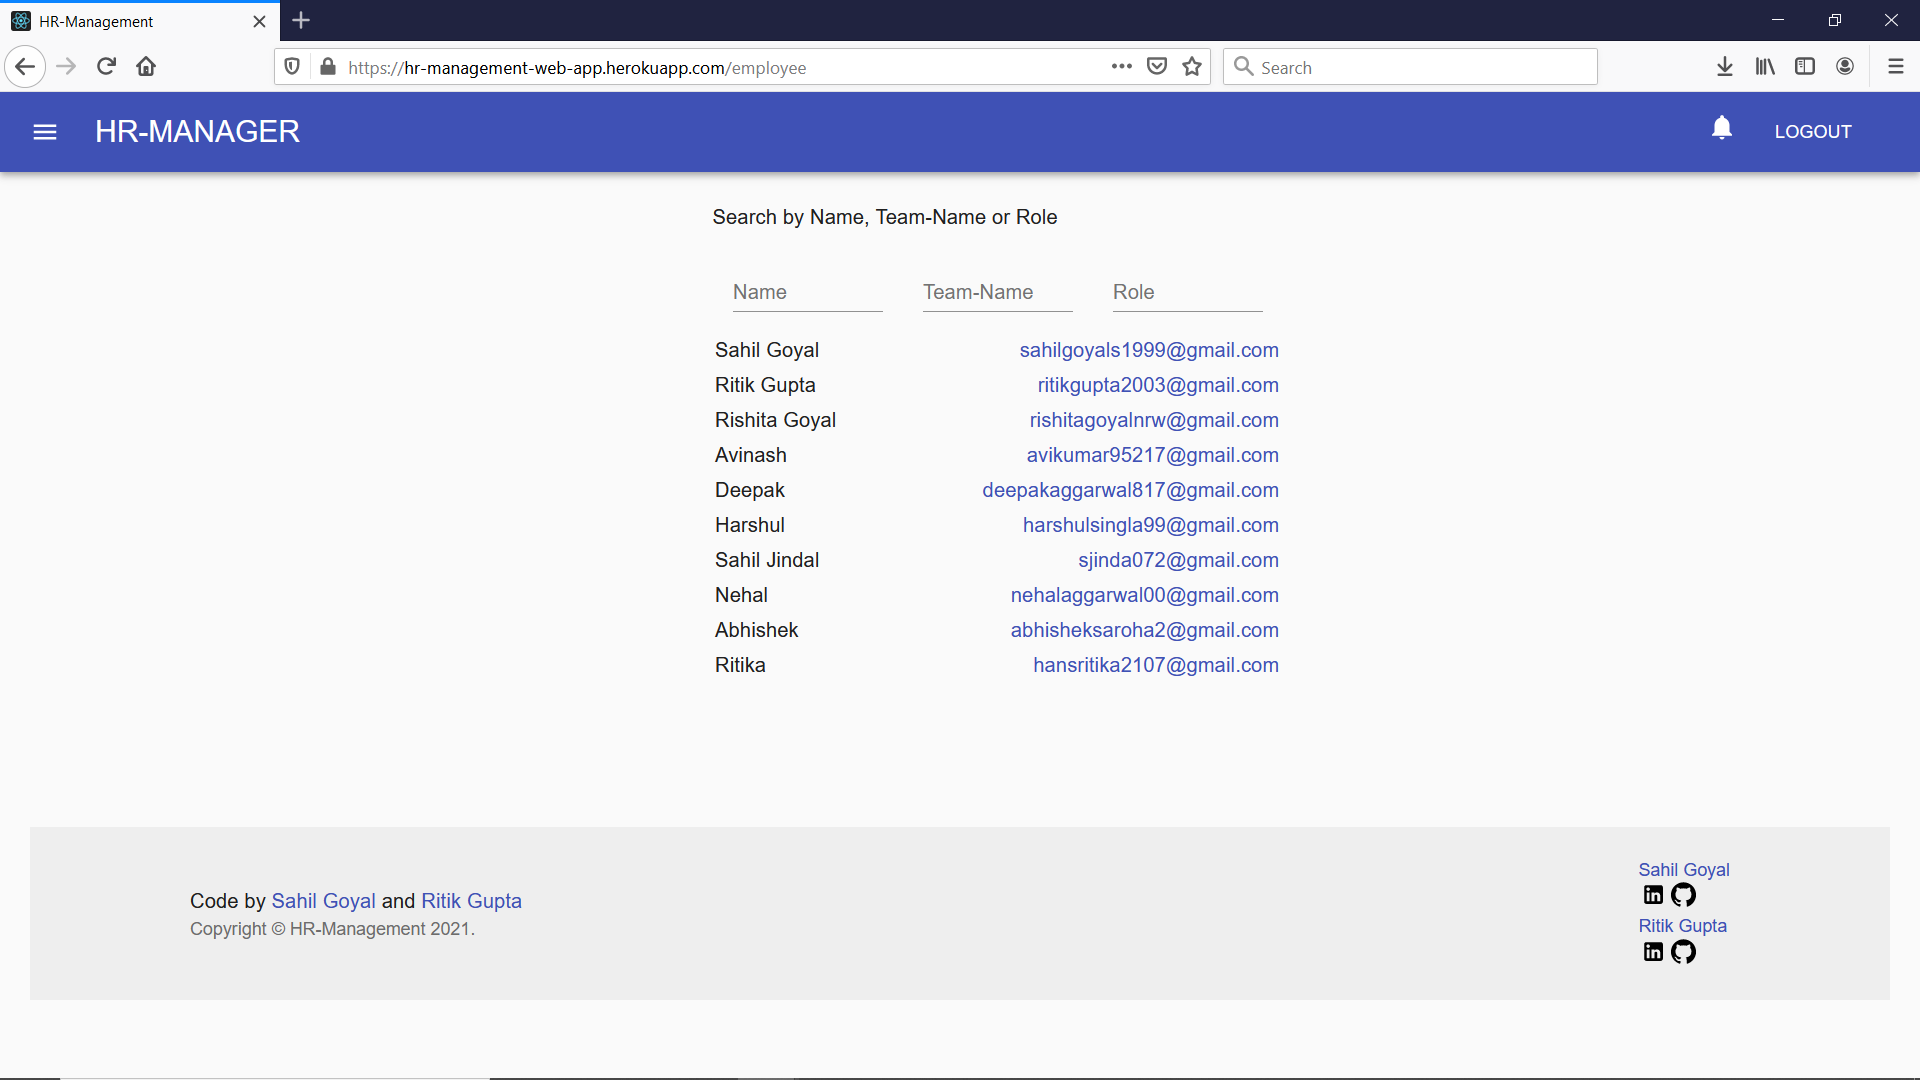 HR-Management
https://hr-management-web-app.herokuapp.com/employee
Search
HR-MANAGER
LOGOUT
Search by Name, Team-Name or Role
Name Team-Name Role
Sahil Goyal sahilgoyals1999@gmail.com
Ritik Gupta ritikgupta2003@gmail.com
Rishita Goyal rishitagoyalnrw@gmail.com
Avinash avikumar95217@gmail.com
Deepak deepakaggarwal817@gmail.com
Harshul harshulsingla99@gmail.com
Sahil Jindal sjinda072@gmail.com
Nehal nehalaggarwal00@gmail.com
Abhishek abhisheksaroha2@gmail.com
Ritika hansritika2107@gmail.com
Code by Sahil Goyal and Ritik Gupta
Copyright © HR-Management 2021.
Sahil Goyal
in
Ritik Gupta
in